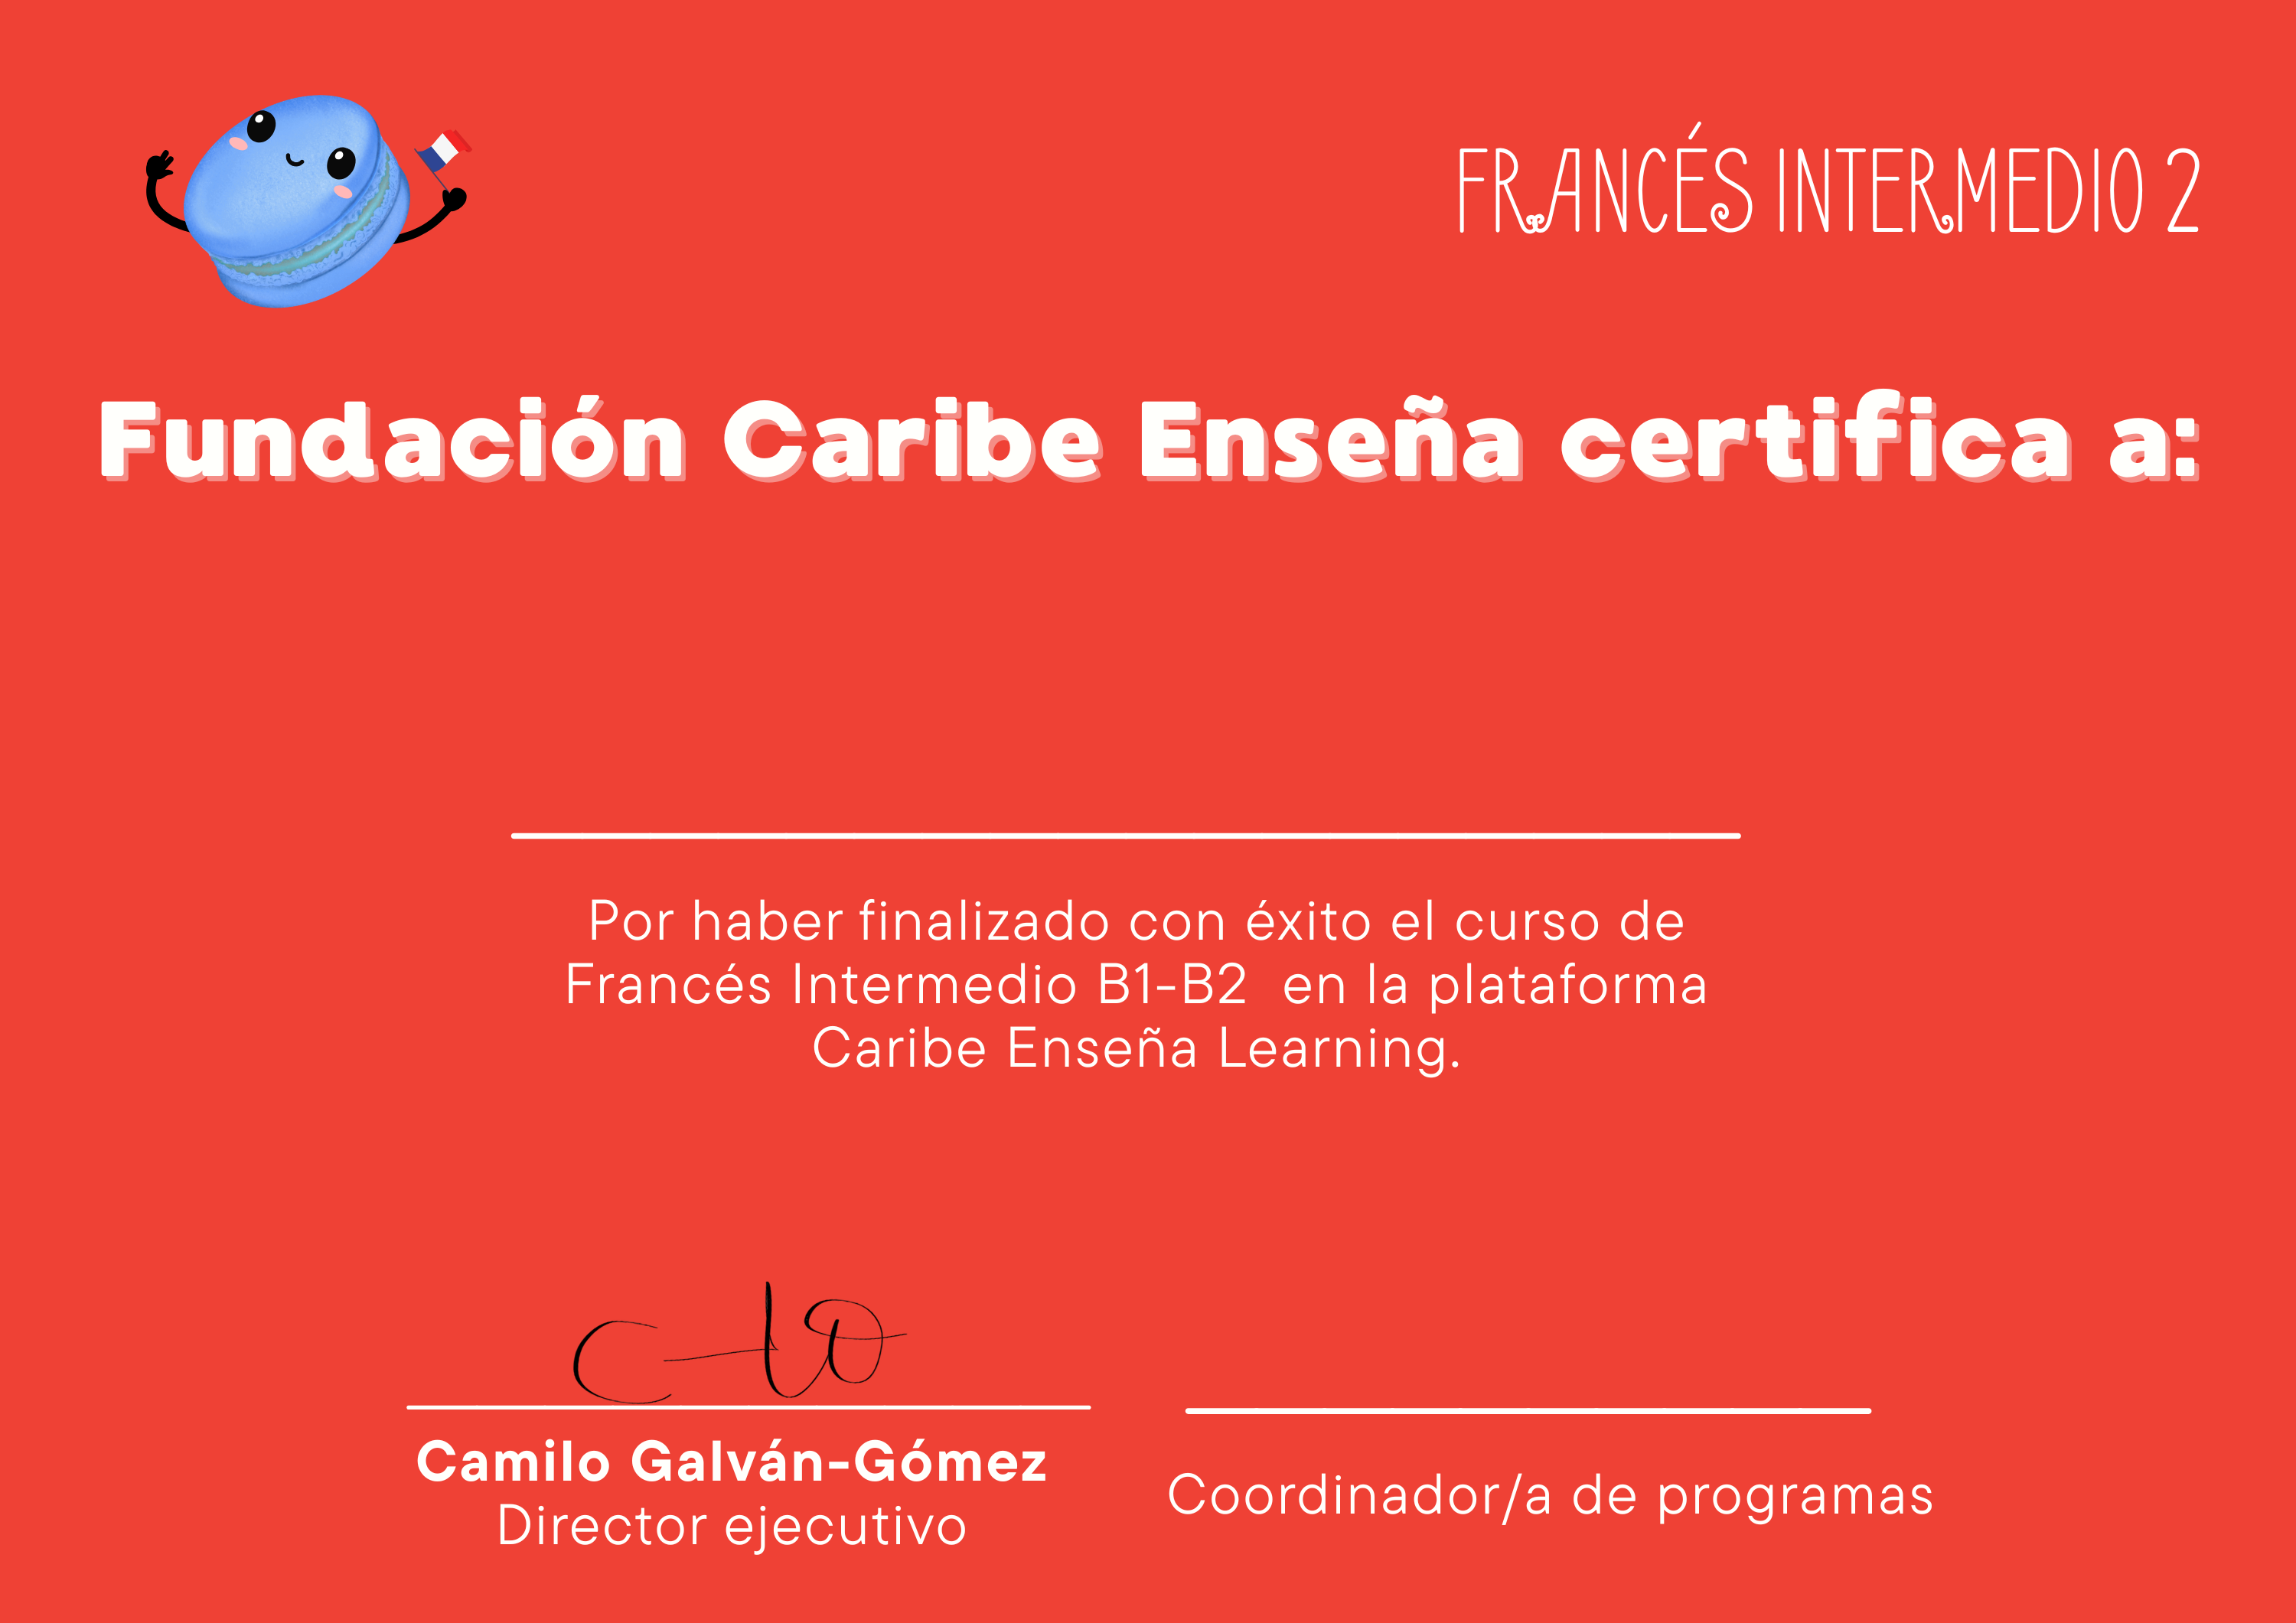 FRANCÉS INTERMEDIO 2
Fundación Caribe Enseña certifica a:
Por haber finalizado con éxito el curso de
Francés Intermedio B1-B2 en la plataforma
Caribe Enseña Learning.
Camilo Galván-Gómez
Director ejecutivo
Coordinador/a de programas